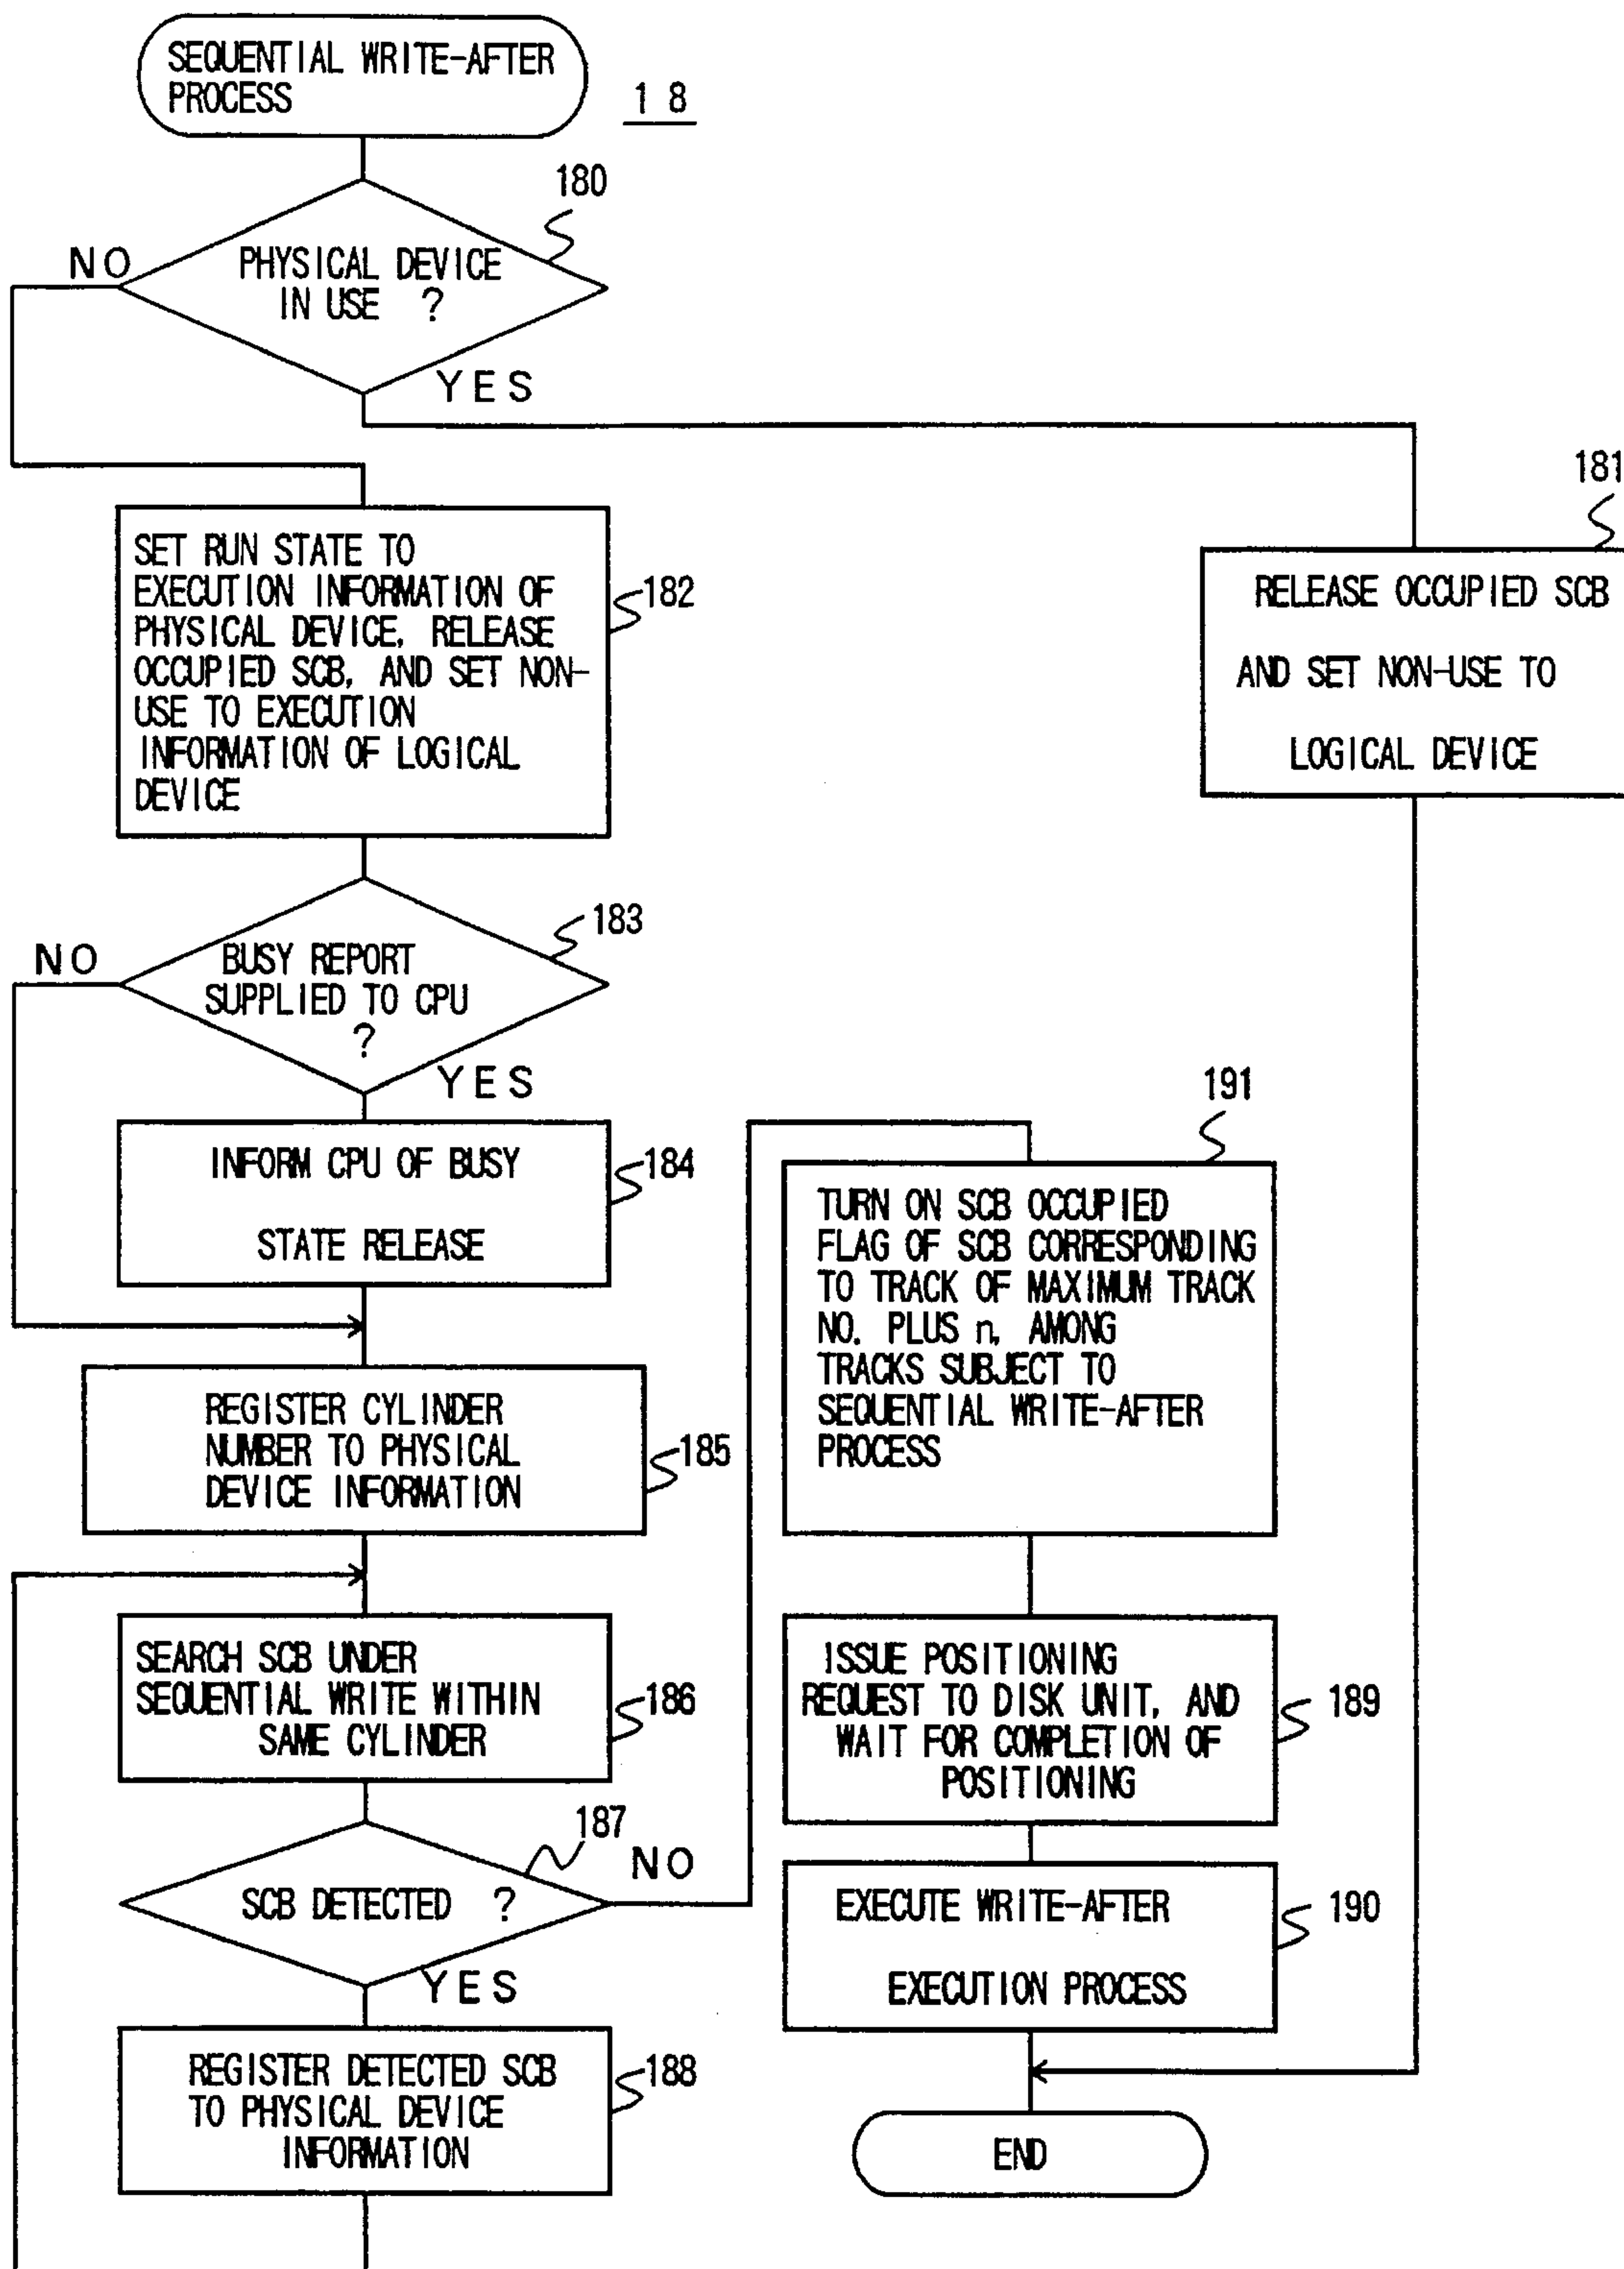 SEQUENTIAL WRITE-AFTER
PROCESS
18
180
NO
PHYSICAL DEVICE
IN USE ?
YES
181
RELEASE OCCUPIED SCB
AND SET NON-USE TO
LOGICAL DEVICE
SET RUN STATE TO
EXECUTION INFORMATION OF
PHYSICAL DEVICE, RELEASE
OCCUPIED SCB, AND SET NON-
USE TO EXECUTION
INFORMATION OF LOGICAL
DEVICE
182
183
NO
BUSY REPORT
SUPPLIED TO CPU
?
YES
INFORM CPU OF BUSY
STATE RELEASE
184
REGISTER CYLINDER
NUMBER TO PHYSICAL
DEVICE INFORMATION
185
SEARCH SCB UNDER
SEQUENTIAL WRITE WITHIN
SAME CYLINDER
186
187
NO
SCB DETECTED ?
YES
REGISTER DETECTED SCB
TO PHYSICAL DEVICE
INFORMATION
188
191
TURN ON SCB OCCUPIED
FLAG OF SCB CORRESPONDING
TO TRACK OF MAXIMUM TRACK
NO. PLUS n, AMONG
TRACKS SUBJECT TO
SEQUENTIAL WRITE-AFTER
PROCESS
ISSUE POSITIONING
REQUEST TO DISK UNIT, AND
WAIT FOR COMPLETION OF
POSITIONING
189
EXECUTE WRITE-AFTER
EXECUTION PROCESS
190
END